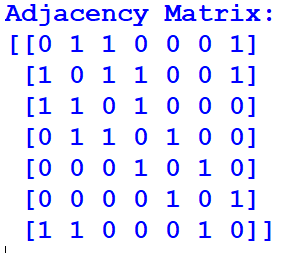 Adjacency Matrix:
[[0 1 1 0 0 0 1]
[1 0 1 1 0 0 1]
[1 1 0 1 0 0 0]
[0 1 1 0 1 0 0]
[0 0 0 1 0 1 0]
[0 0 0 0 1 0 1]
[1 1 0 0 0 1 0]]